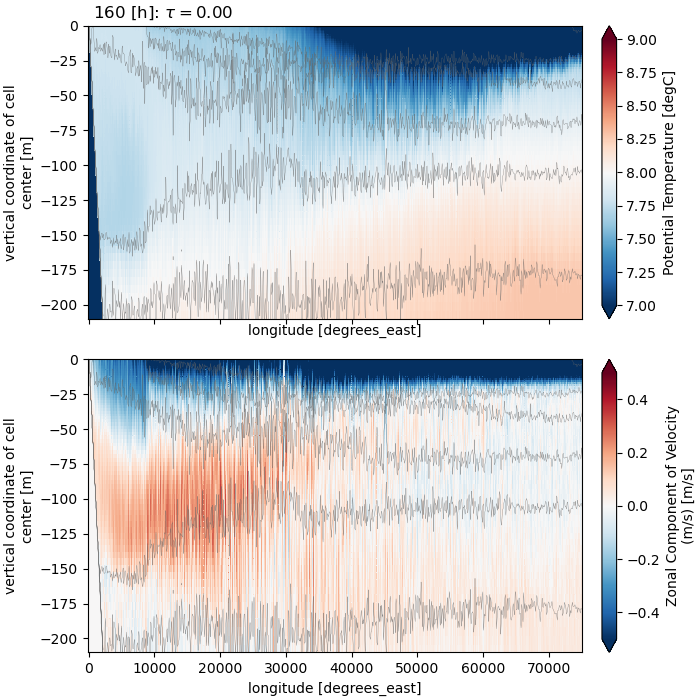 160 [h]: τ = 0.00
0
−25
−50
−75
−100
−125
−150
−175
−200
vertical coordinate of cell
center [m]
longitude [degrees_east]
9.00
8.75
8.50
8.25
8.00
7.75
7.50
7.25
7.00
Potential Temperature [degC]
0
−25
−50
−75
−100
−125
−150
−175
−200
vertical coordinate of cell
center [m]
0 10000 20000 30000 40000 50000 60000 70000
longitude [degrees_east]
0.4
0.2
0.0
−0.2
−0.4
Zonal Component of Velocity
(m/s) [m/s]